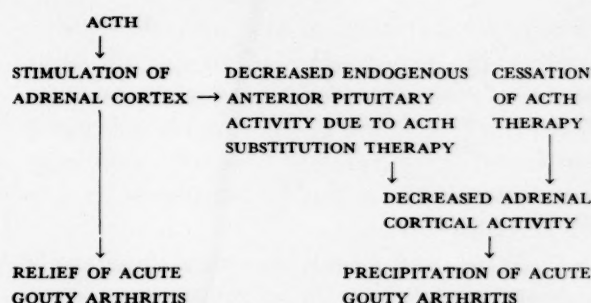 ACTH
STIMULATION OF
ADRENAL CORTEX
DECREASED ENDOGENOUS
ANTERIOR PITUITARY
ACTIVITY DUE TO ACTH
SUBSTITUTION THERAPY
CESSATION
OF ACTH
THERAPY
DECREASED ADRENAL
CORTICAL ACTIVITY
RELIEF OF ACUTE
GOUTY ARTHRITIS
PRECIPITATION OF ACUTE
GOUTY ARTHRITIS